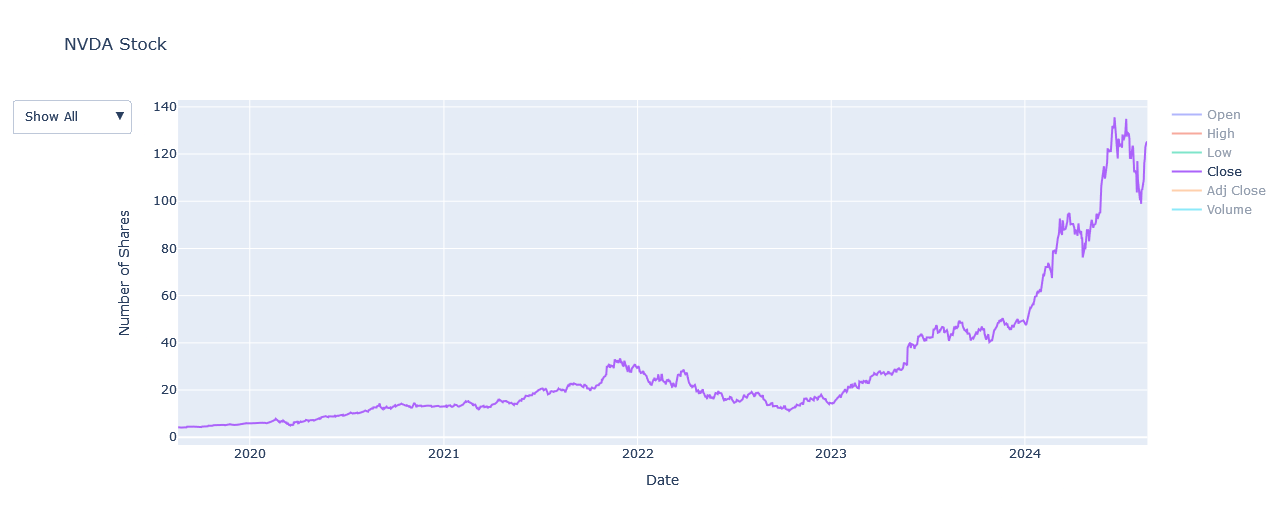 NVDA Stock
Show All ▼
140
120
100
80
60
40
20
0
Number of Shares
2020 2021 2022 2023 2024
Date
Open
High
Low
Close
Adj Close
Volume